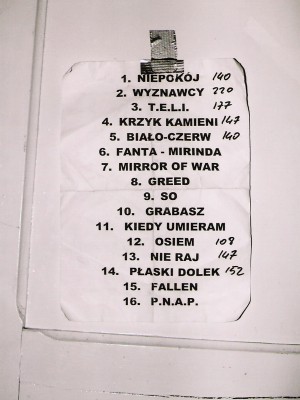 1. NIEPOKÓJ 140
2. WYZNAWCY 220
3. T.E.L.I. 177
4. KRZYK KAMIENI 147
5. BIAŁO-CZERW 140
6. FANTA - MIRINDA
7. MIRROR OF WAR
8. GREED
9. SO
10. GRABASZ
11. KIEDY UMIERAM
12. OSIEM 108
13. NIE RAJ 147
14. PŁASKI DOLEK 152
15. FALLEN
16. P.N.A.P.